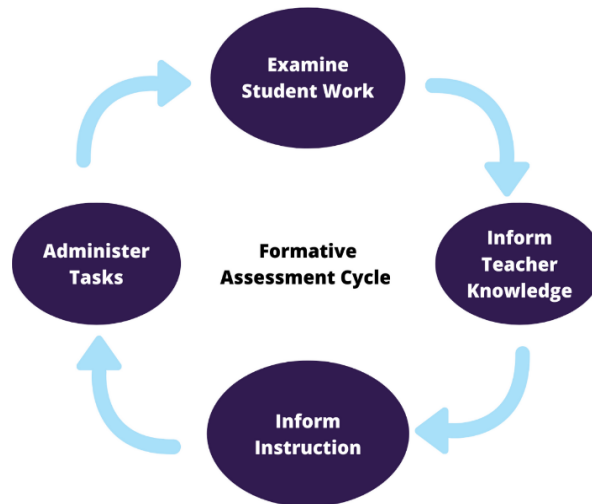 Examine
Student Work
Inform
Teacher
Knowledge
Inform
Instruction
Administer
Tasks
Formative
Assessment Cycle